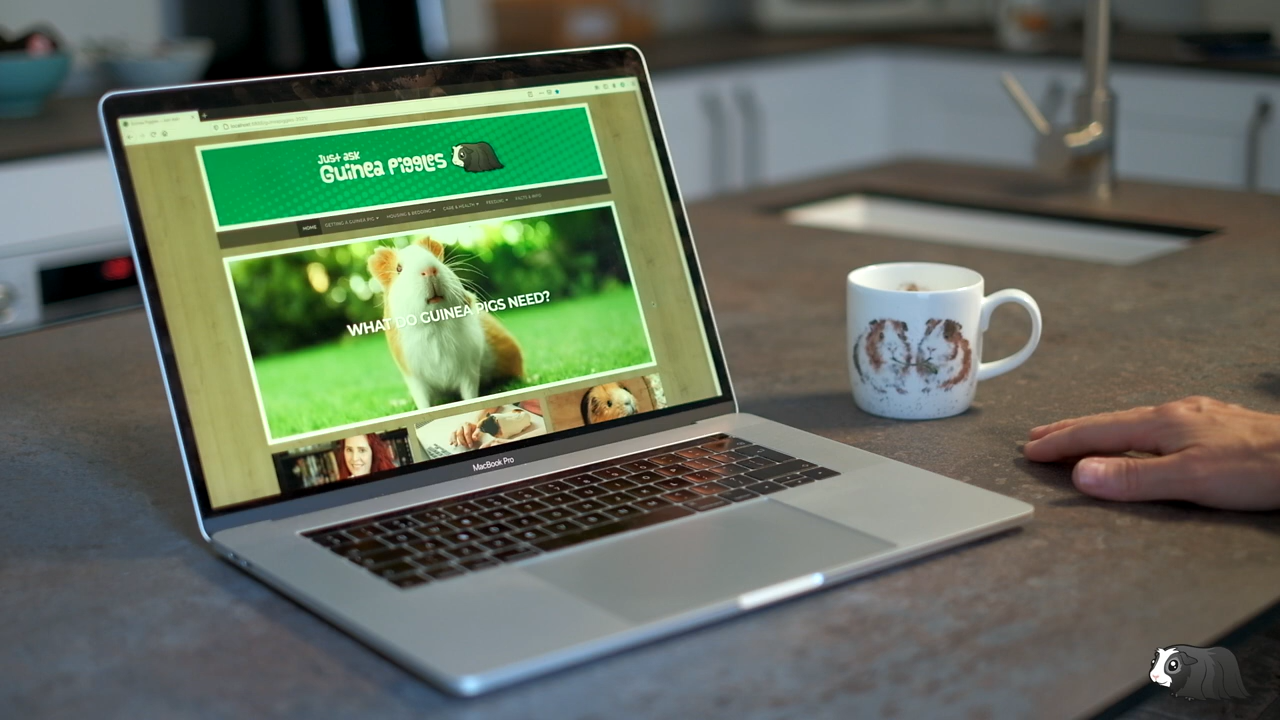 Just ask
Guinea Piggles
HOME GETTING A GUINEA PIG HOUSING & BEDDING CARE & HEALTH FEEDING FACTS & INFO
WHAT DO GUINEA PIGS NEED?
MacBook Pro